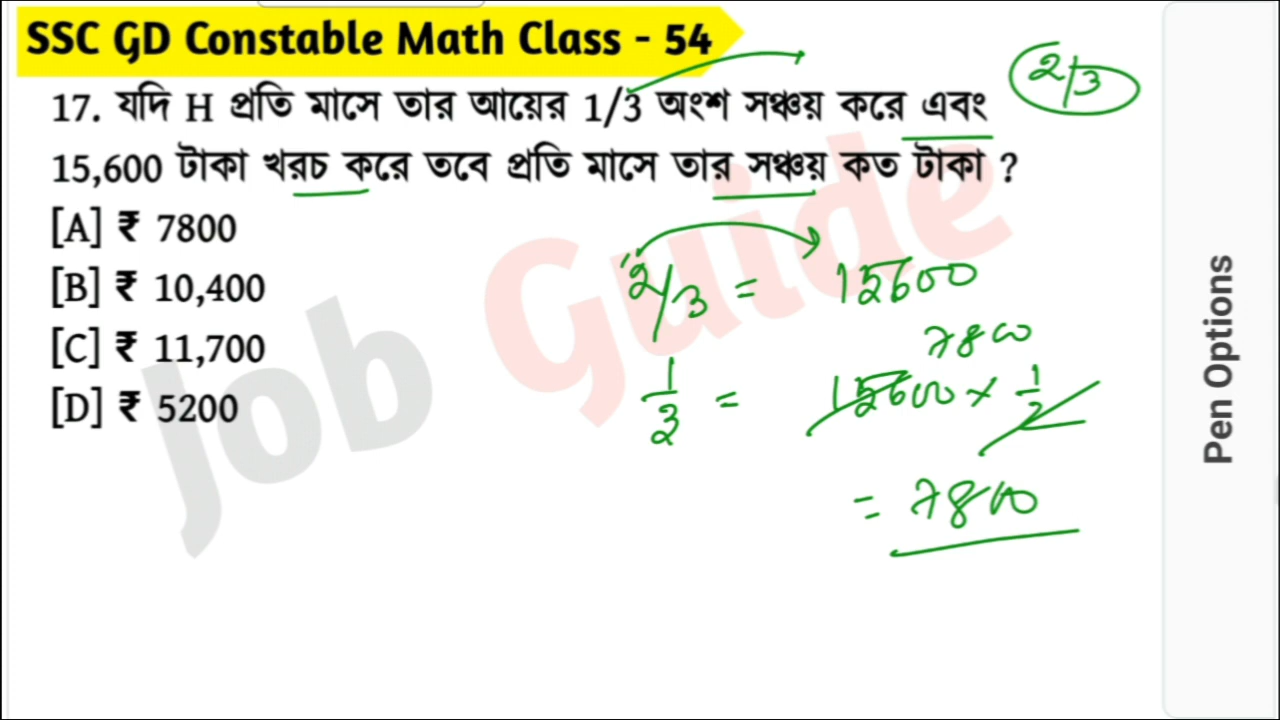 SSC GD Constable Math Class - 54
2/3
17. যদি H প্রতি মাসে তার আয়ের 1/3 অংশ সঞ্চয় করে এবং
15,600 টাকা খরচ করে তবে প্রতি মাসে তার সঞ্চয় কত টাকা ?
[A] ₹ 7800
[B] ₹ 10,400
[C] ₹ 11,700
[D] ₹ 5200
2/3 = 15600
7800
1/3 = 15600 × 1/2
= 7800
Job Guide
Pen Options